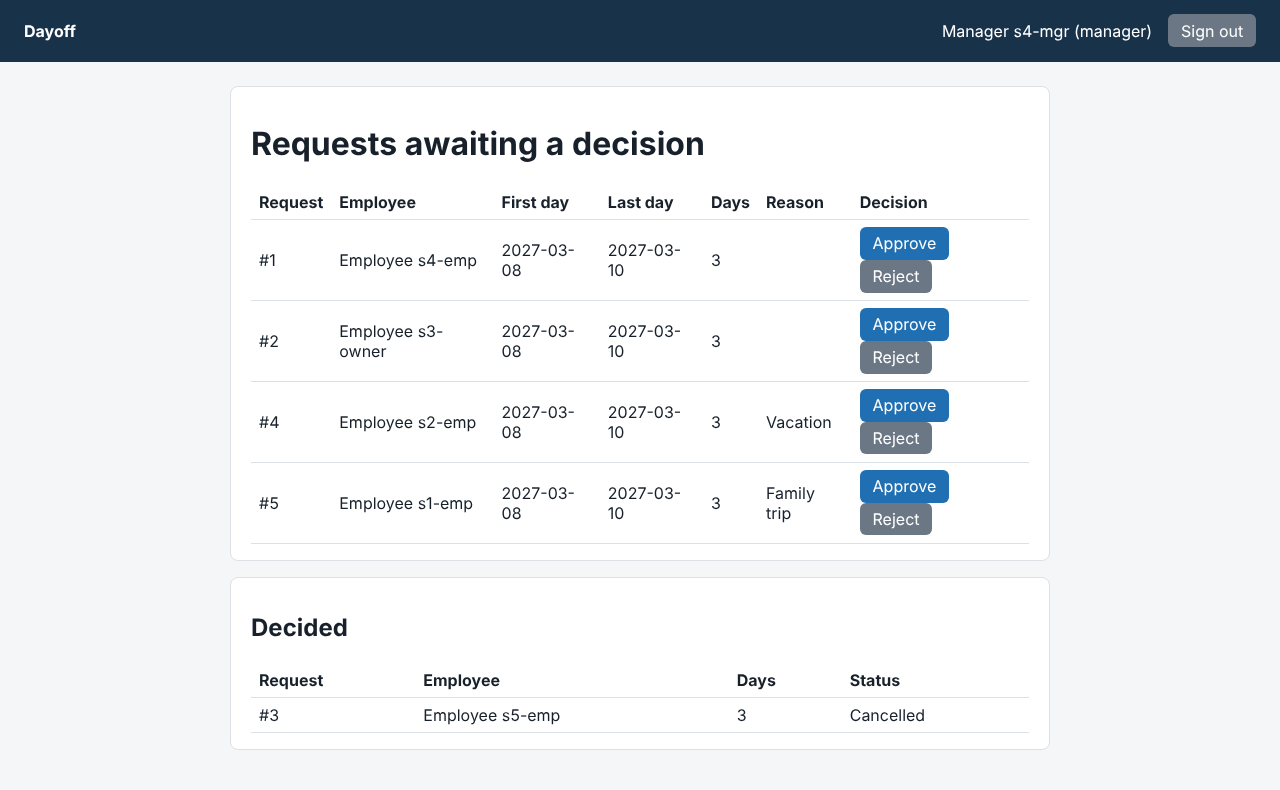 Dayoff
Manager s4-mgr (manager)
Sign out
Requests awaiting a decision
Request Employee First day Last day Days Reason Decision
#1 Employee s4-emp 2027-03-08 2027-03-10 3 Approve Reject
#2 Employee s3-owner 2027-03-08 2027-03-10 3 Approve Reject
#4 Employee s2-emp 2027-03-08 2027-03-10 3 Vacation Approve Reject
#5 Employee s1-emp 2027-03-08 2027-03-10 3 Family trip Approve Reject
Decided
Request Employee Days Status
#3 Employee s5-emp 3 Cancelled